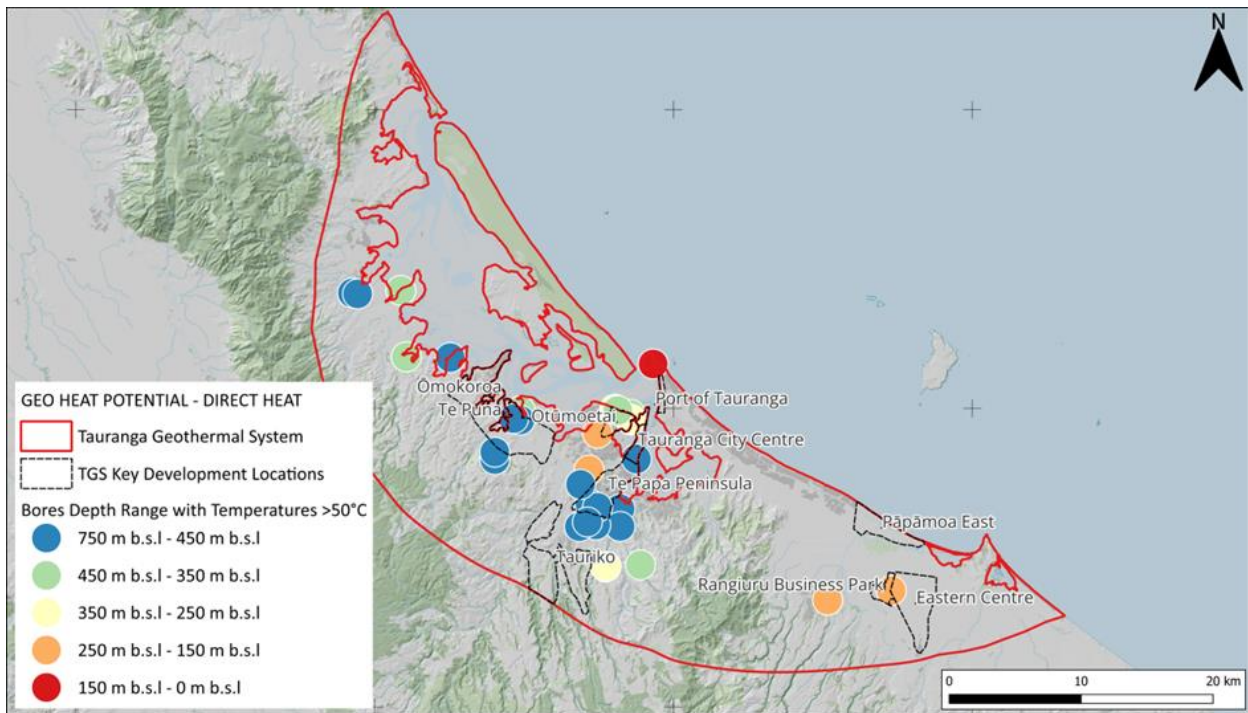 N
Ōmokoroa
Te Puna
Otūmoetai
Port of Tauranga
Tauranga City Centre
Te Papa Peninsula
Tauriko
Pāpāmoa East
Rangiuru Business Park
Eastern Centre
GEO HEAT POTENTIAL - DIRECT HEAT
Tauranga Geothermal System
TGS Key Development Locations
Bores Depth Range with Temperatures >50°C
750 m b.s.l - 450 m b.s.l
450 m b.s.l - 350 m b.s.l
350 m b.s.l - 250 m b.s.l
250 m b.s.l - 150 m b.s.l
150 m b.s.l - 0 m b.s.l
0 10 20 km